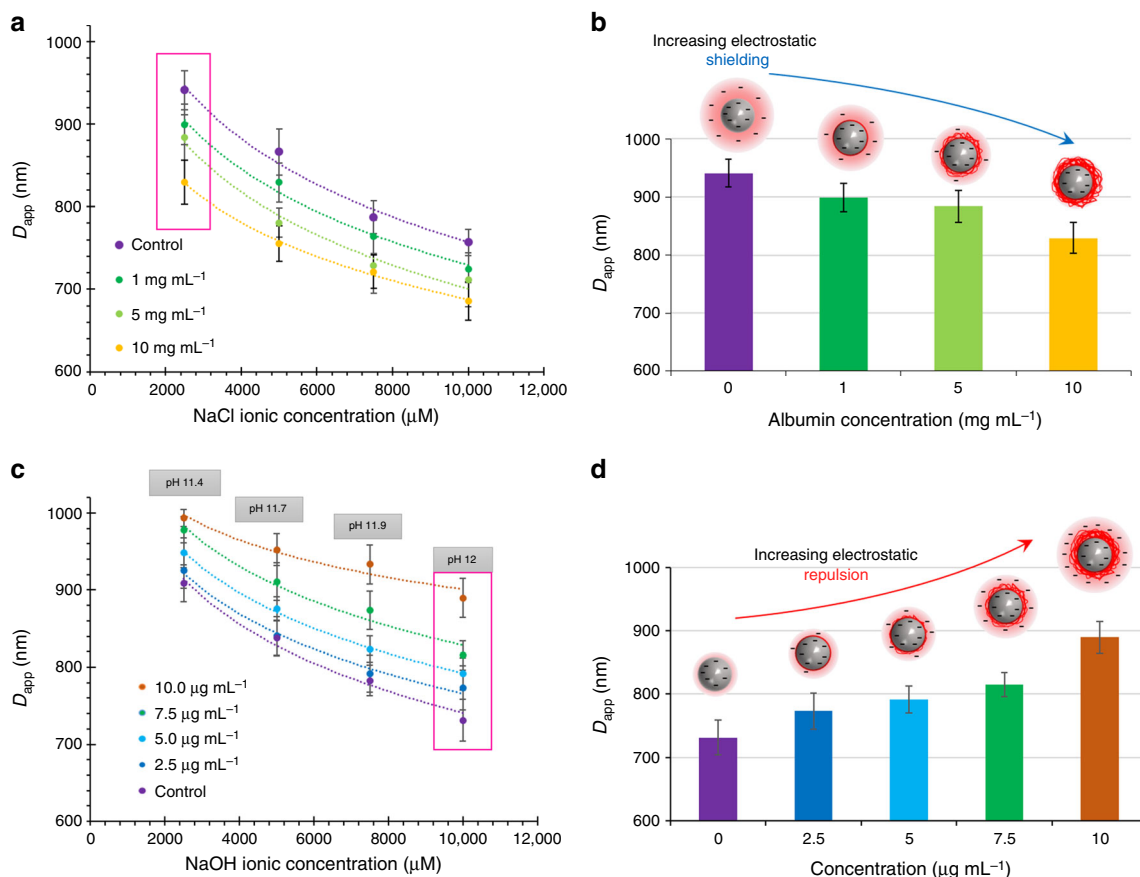 a
1000
900
800
700
600
D_app (nm)
Control
1 mg mL⁻¹
5 mg mL⁻¹
10 mg mL⁻¹
0 2000 4000 6000 8000 10,000 12,000
NaCl ionic concentration (μM)
b
Increasing electrostatic
shielding
1000
900
800
700
600
D_app (nm)
0 1 5 10
Albumin concentration (mg mL⁻¹)
c
pH 11.4
pH 11.7
pH 11.9
pH 12
1000
900
800
700
600
D_app (nm)
10.0 μg mL⁻¹
7.5 μg mL⁻¹
5.0 μg mL⁻¹
2.5 μg mL⁻¹
Control
0 2000 4000 6000 8000 10,000 12,000
NaOH ionic concentration (μM)
d
Increasing electrostatic
repulsion
1000
900
800
700
600
D_app (nm)
0 2.5 5 7.5 10
Concentration (μg mL⁻¹)